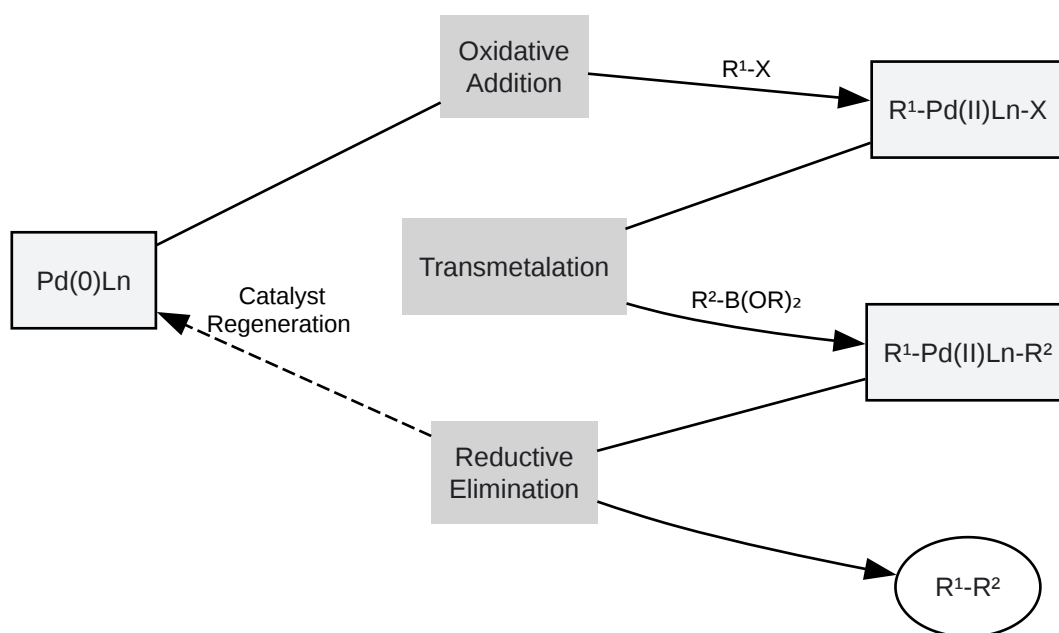 Oxidative
Addition
R¹-X
R¹-Pd(II)Ln-X
Pd(0)Ln
Transmetalation
Catalyst
Regeneration
R²-B(OR)₂
R¹-Pd(II)Ln-R²
Reductive
Elimination
R¹-R²